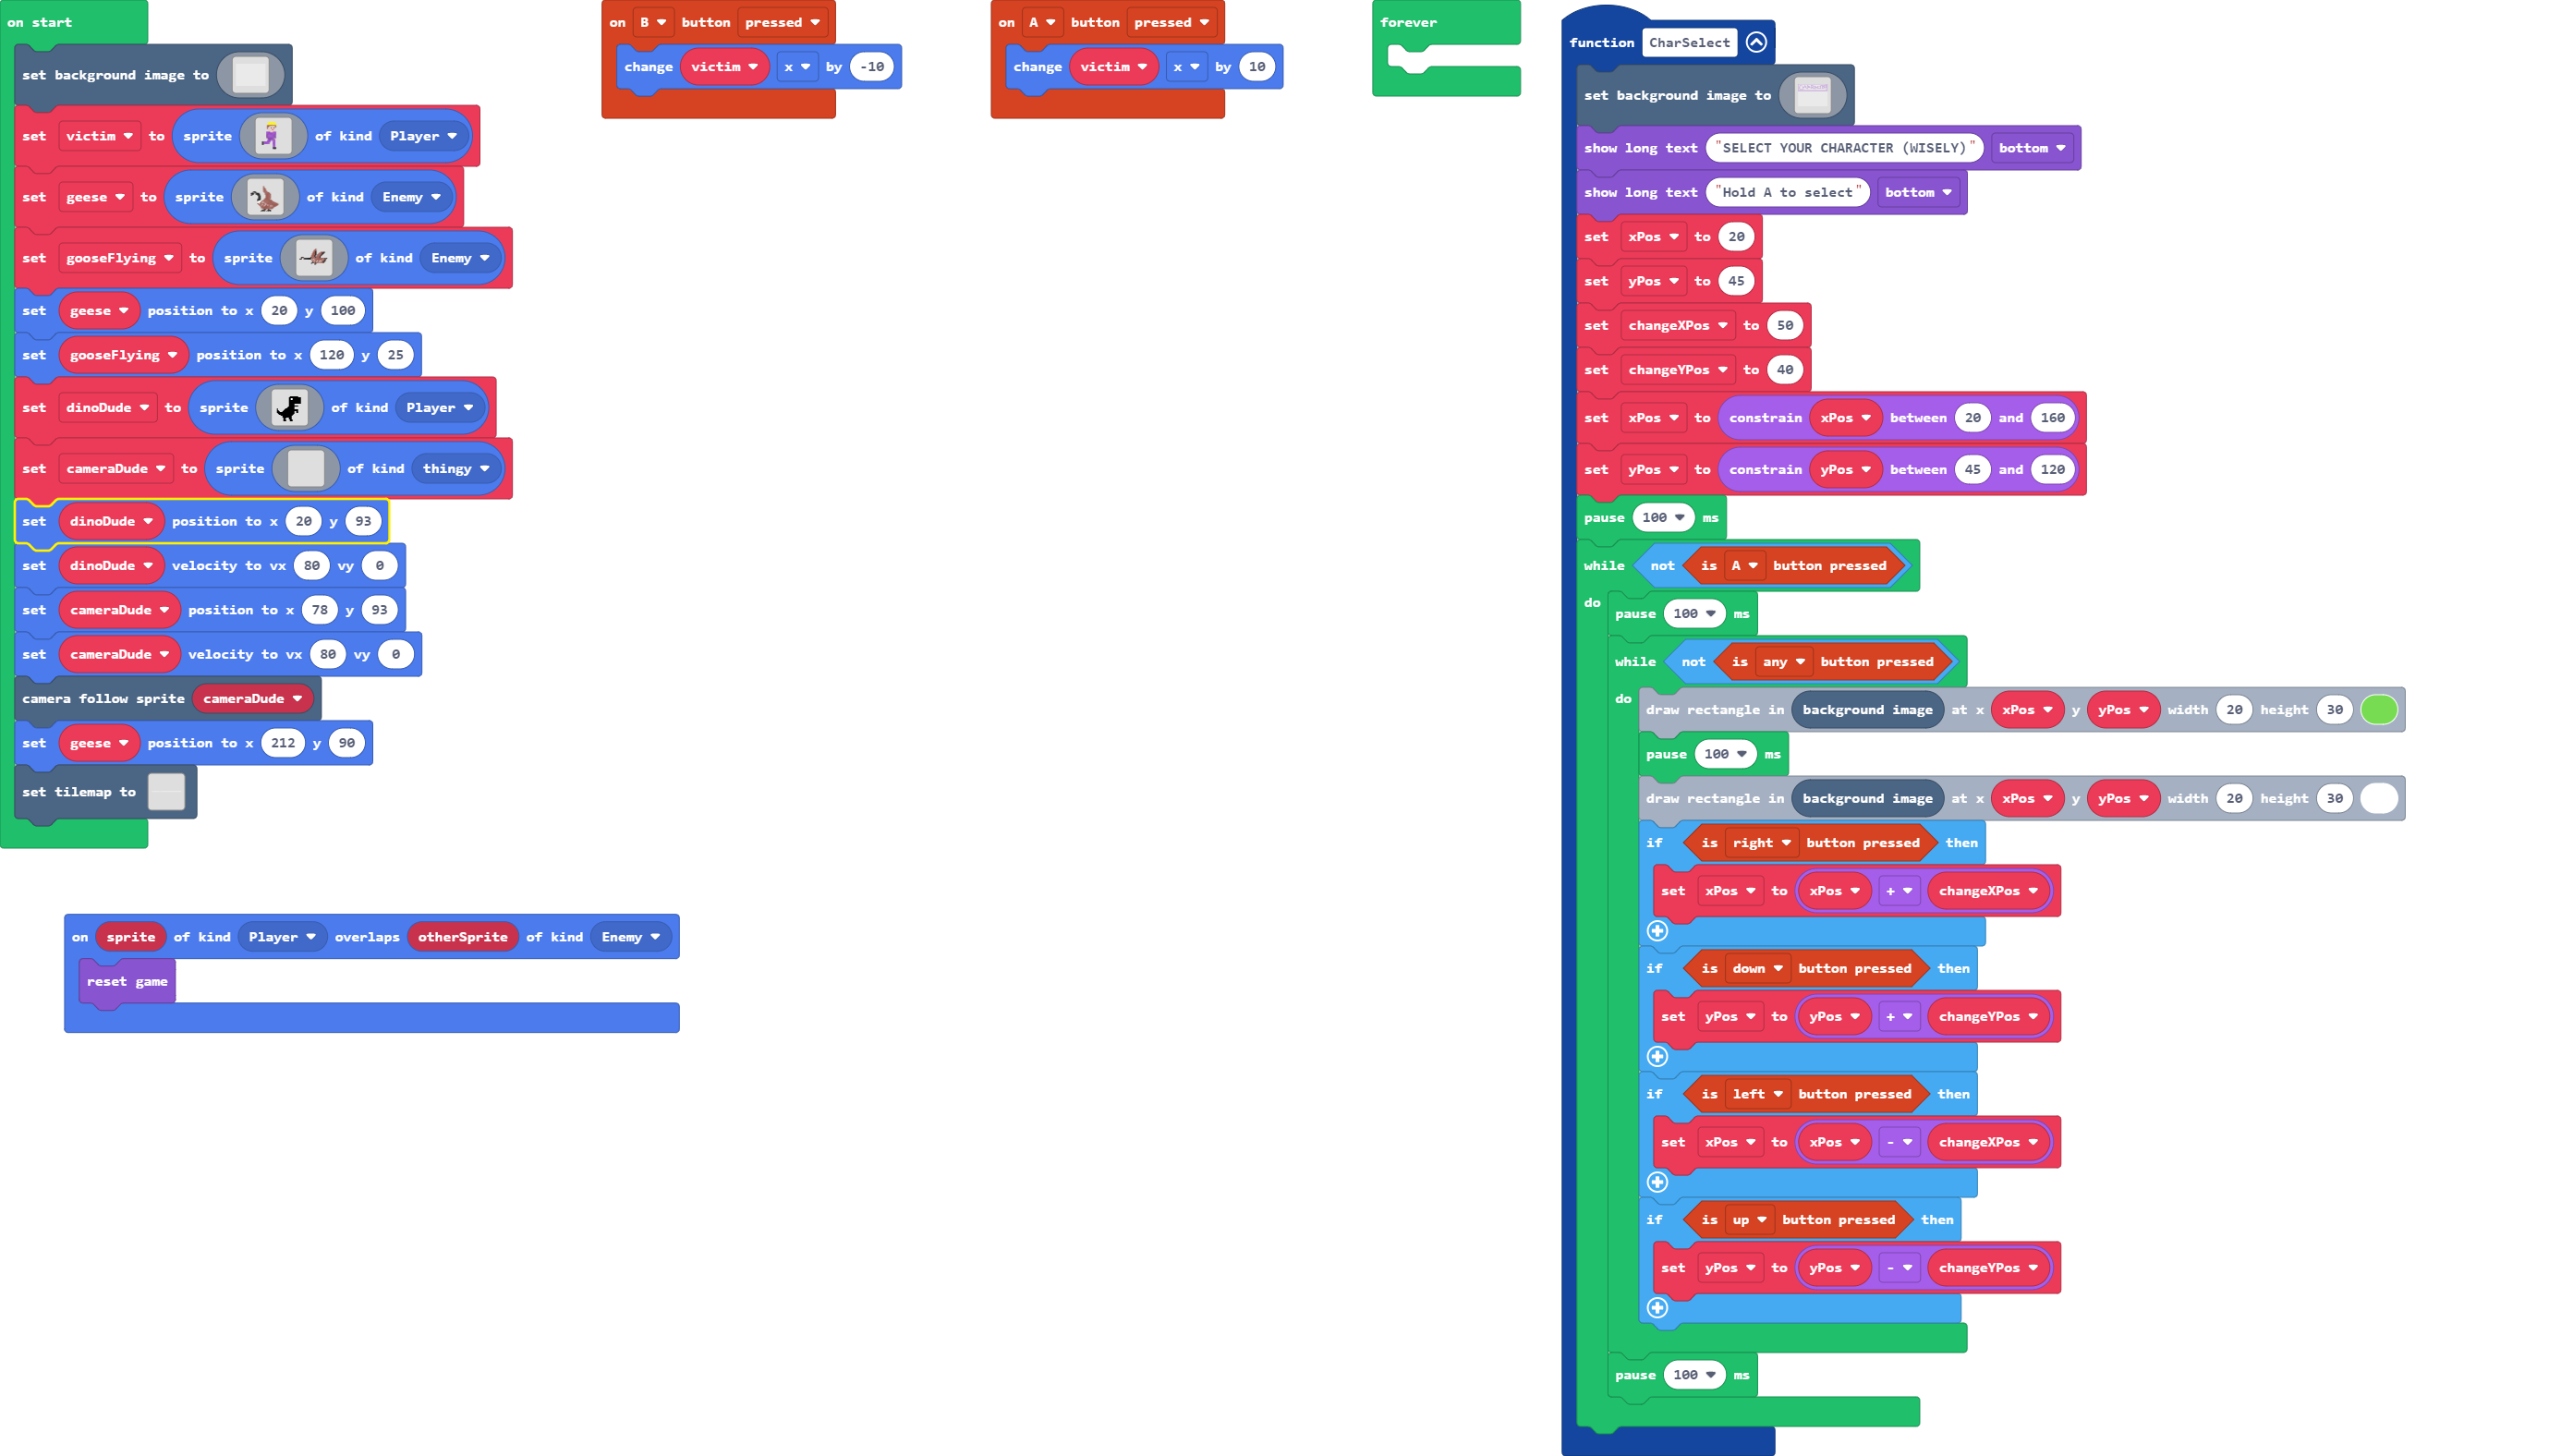 on start
set background image to
set victim to sprite of kind Player
set geese to sprite of kind Enemy
set gooseFlying to sprite of kind Enemy
set geese position to x 20 y 100
set gooseFlying position to x 120 y 25
set dinoDude to sprite of kind Player
set cameraDude to sprite of kind thingy
set dinoDude position to x 20 y 93
set dinoDude velocity to vx 80 vy 0
set cameraDude position to x 78 y 93
set cameraDude velocity to vx 80 vy 0
camera follow sprite cameraDude
set geese position to x 212 y 90
set tilemap to
on sprite of kind Player overlaps otherSprite of kind Enemy
reset game
on B button pressed
change victim x by -10
on A button pressed
change victim x by 10
forever
function CharSelect
set background image to
show long text "SELECT YOUR CHARACTER (WISELY)" bottom
show long text "Hold A to select" bottom
set xPos to 20
set yPos to 45
set changeXPos to 50
set changeYPos to 40
set xPos to constrain xPos between 20 and 160
set yPos to constrain yPos between 45 and 120
pause 100 ms
while not is A button pressed
do
pause 100 ms
while not is any button pressed
do
draw rectangle in background image at x xPos y yPos width 20 height 30
pause 100 ms
draw rectangle in background image at x xPos y yPos width 20 height 30
if is right button pressed then
set xPos to xPos + changeXPos
if is down button pressed then
set yPos to yPos + changeYPos
if is left button pressed then
set xPos to xPos - changeXPos
if is up button pressed then
set yPos to yPos - changeYPos
pause 100 ms